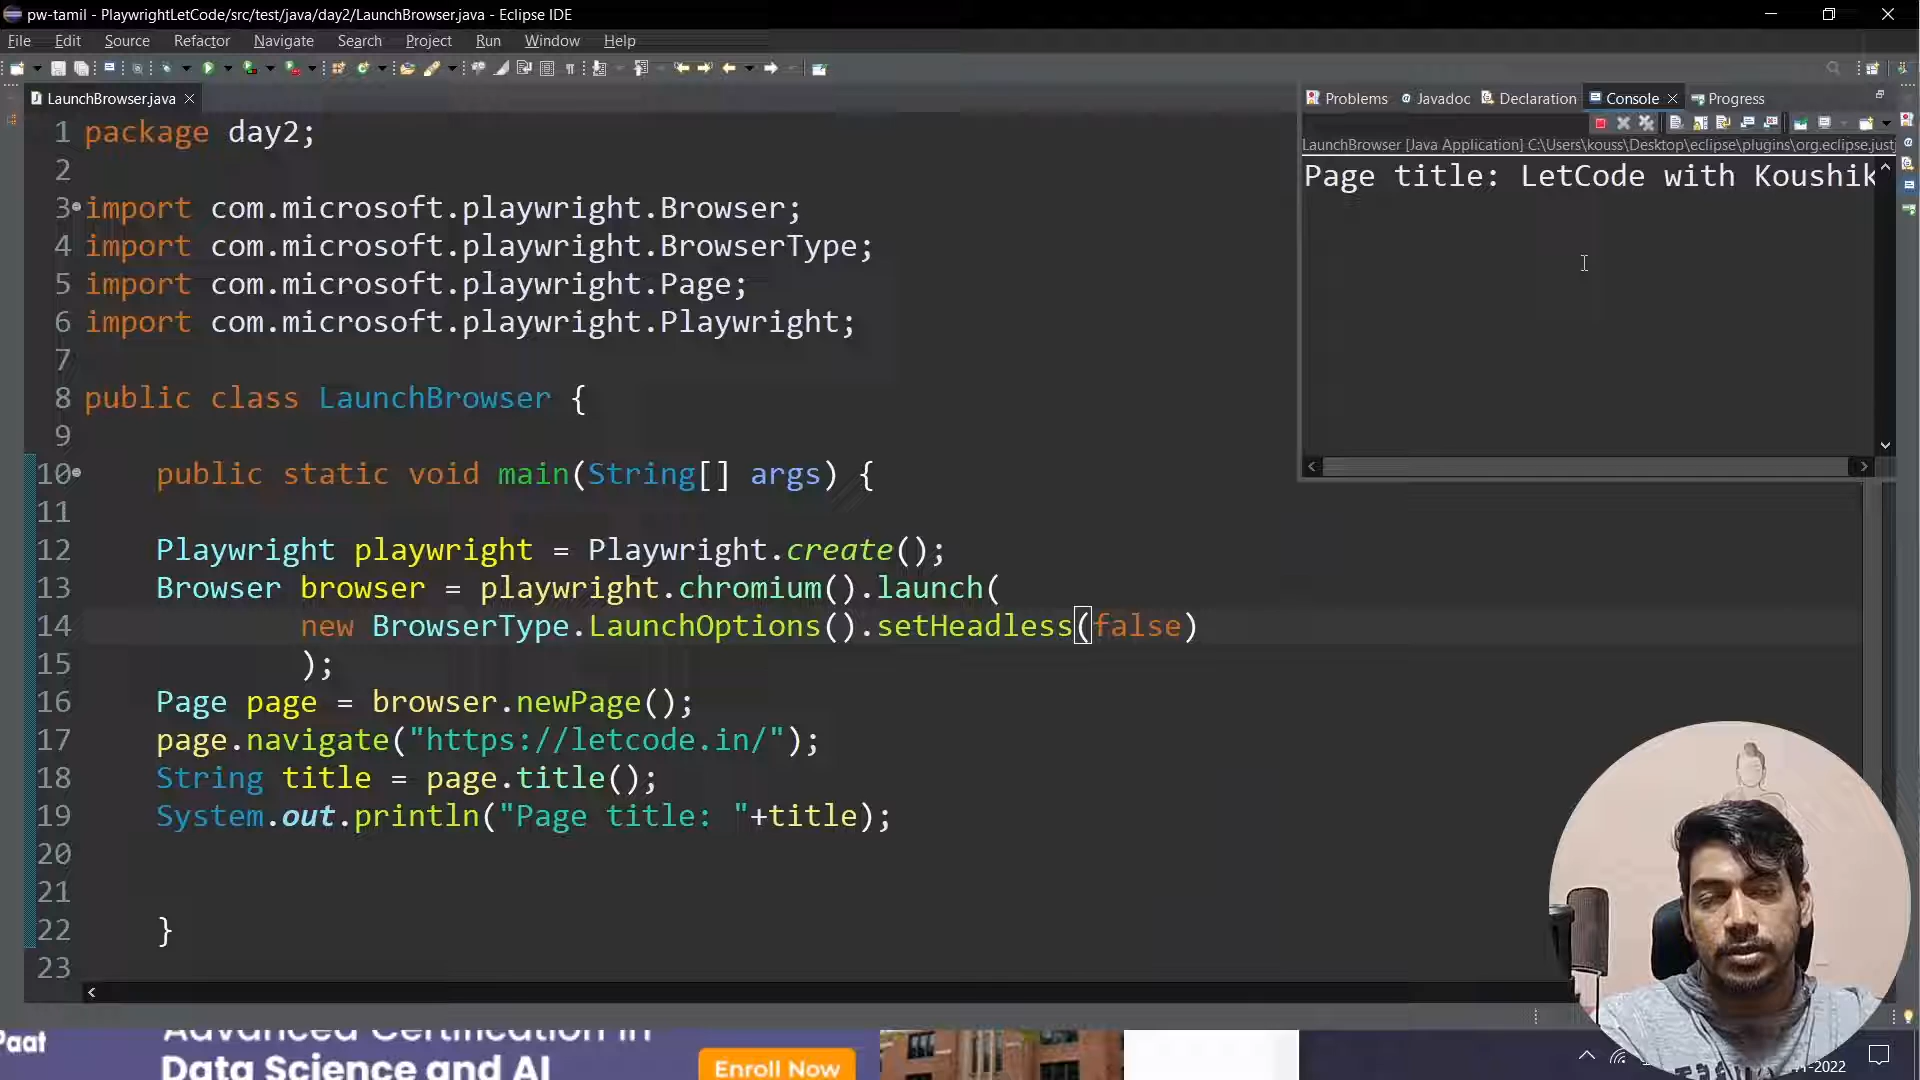 pw-tamil - PlaywrightLetCode/src/test/java/day2/LaunchBrowser.java - Eclipse IDE
File Edit Source Refactor Navigate Search Project Run Window Help
LaunchBrowser.java
Problems Javadoc Declaration Console Progress
LaunchBrowser [Java Application] C:\Users\kouss\Desktop\eclipse\plugins\org.eclipse.justj
Page title: LetCode with Koushik
1 package day2;
2
3 import com.microsoft.playwright.Browser;
4 import com.microsoft.playwright.BrowserType;
5 import com.microsoft.playwright.Page;
6 import com.microsoft.playwright.Playwright;
7
8 public class LaunchBrowser {
9
10 public static void main(String[] args) {
11
12 Playwright playwright = Playwright.create();
13 Browser browser = playwright.chromium().launch(
14 new BrowserType.LaunchOptions().setHeadless(false)
15 );
16 Page page = browser.newPage();
17 page.navigate("https://letcode.in/");
18 String title = page.title();
19 System.out.println("Page title: "+title);
20
21
22 }
23
Advanced Certification in
Data Science and AI
Enroll Now
-2022